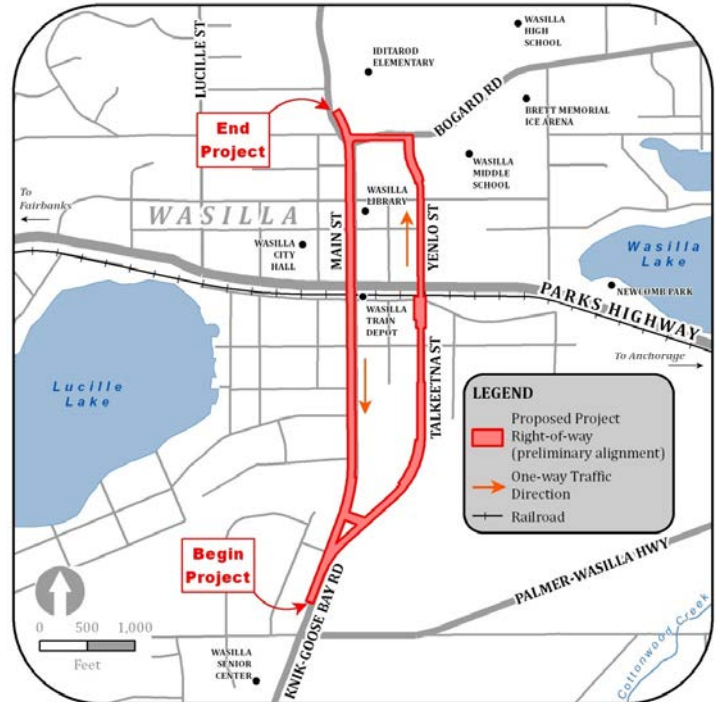 WASILLA
HIGH
SCHOOL
IDITAROD
ELEMENTARY
LUCILLE ST
BOGARD RD
BRETT MEMORIAL
ICE ARENA
End
Project
WASILLA
MIDDLE
SCHOOL
To
Fairbanks
WASILLA
WASILLA
LIBRARY
MAIN ST
YENLO ST
WASILLA
CITY
HALL
Wasilla
Lake
NEWCOMB PARK
PARKS HIGHWAY
WASILLA
TRAIN
DEPOT
To Anchorage
TALKEETNA ST
Lucille
Lake
LEGEND
Proposed Project
Right-of-way
(preliminary alignment)
One-way Traffic
Direction
Railroad
Begin
Project
PALMER-WASILLA HWY
KNIK-GOOSE BAY RD
Cottonwood Creek
0 500 1,000
Feet
WASILLA
SENIOR
CENTER